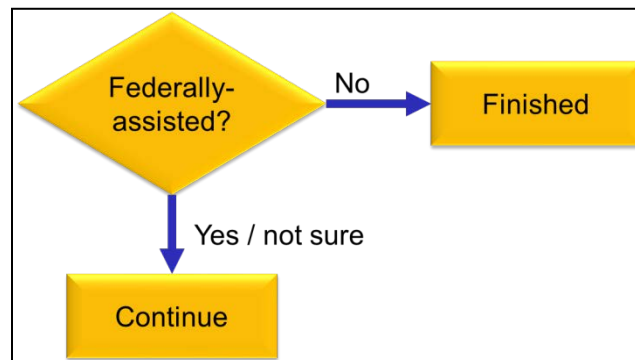 Federally-
assisted?
No
Finished
Yes / not sure
Continue